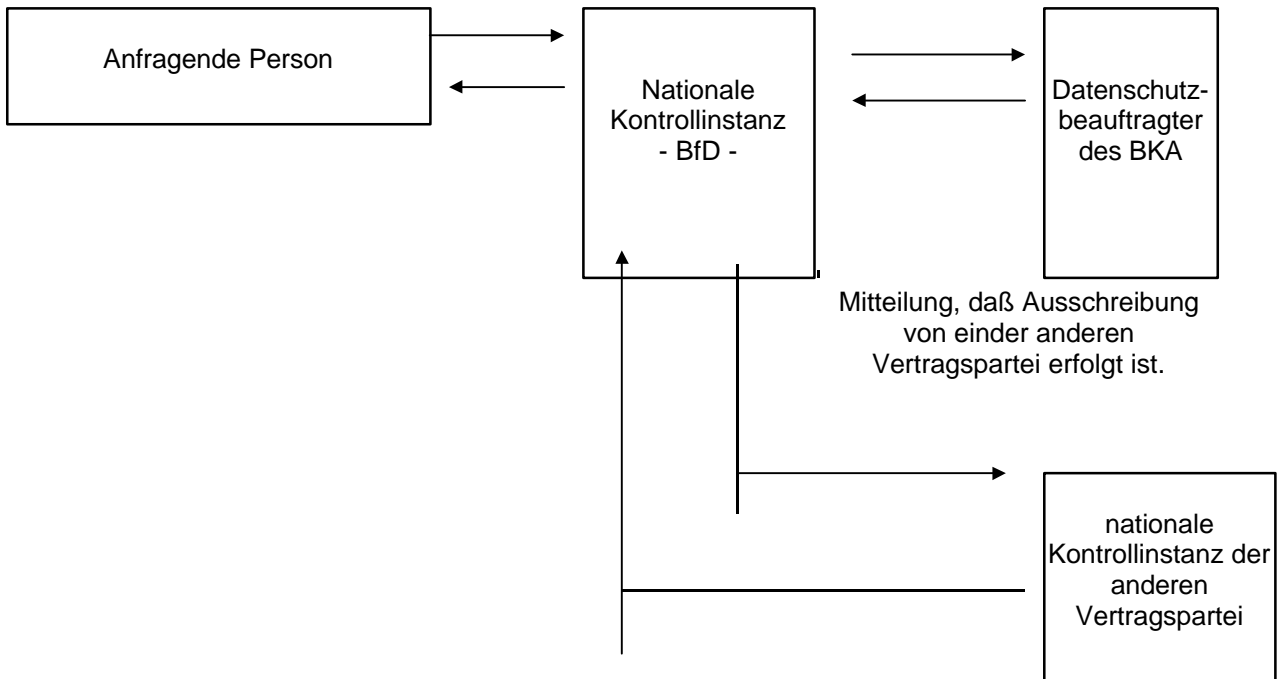 Anfragende Person
Nationale
Kontrollinstanz
- BfD -
Datenschutz-
beauftragter
des BKA
Mitteilung, daß Ausschreibung
von einder anderen
Vertragspartei erfolgt ist.
nationale
Kontrollinstanz der
anderen
Vertragspartei